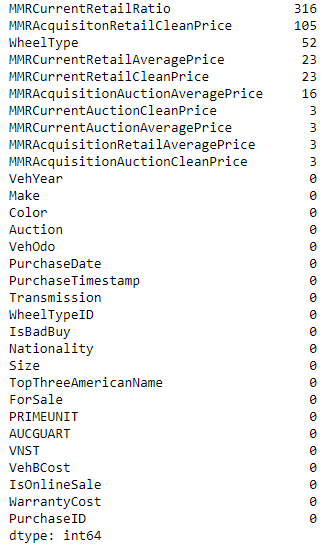 MMRCurrentRetailRatio 316
MMRAcquisitonRetailCleanPrice 105
WheelType 52
MMRCurrentRetailAveragePrice 23
MMRCurrentRetailCleanPrice 23
MMRAcquisitionAuctionAveragePrice 16
MMRCurrentAuctionCleanPrice 3
MMRCurrentAuctionAveragePrice 3
MMRAcquisitionRetailAveragePrice 3
MMRAcquisitionAuctionCleanPrice 3
VehYear 0
Make 0
Color 0
Auction 0
VehOdo 0
PurchaseDate 0
PurchaseTimestamp 0
Transmission 0
WheelTypeID 0
IsBadBuy 0
Nationality 0
Size 0
TopThreeAmericanName 0
ForSale 0
PRIMEUNIT 0
AUCGUART 0
VNST 0
VehBCost 0
IsOnlineSale 0
WarrantyCost 0
PurchaseID 0
dtype: int64